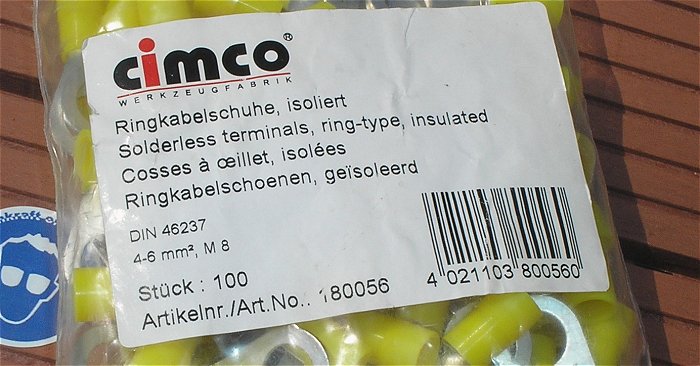 cimco®
WERKZEUGFABRIK
Ringkabelschuhe, isoliert
Solderless terminals, ring-type, insulated
Cosses à œillet, isolées
Ringkabelschoenen, geïsoleerd
DIN 46237
4-6 mm², M 8
Stück : 100
Artikelnr./Art.No.: 180056
4 021103 800560